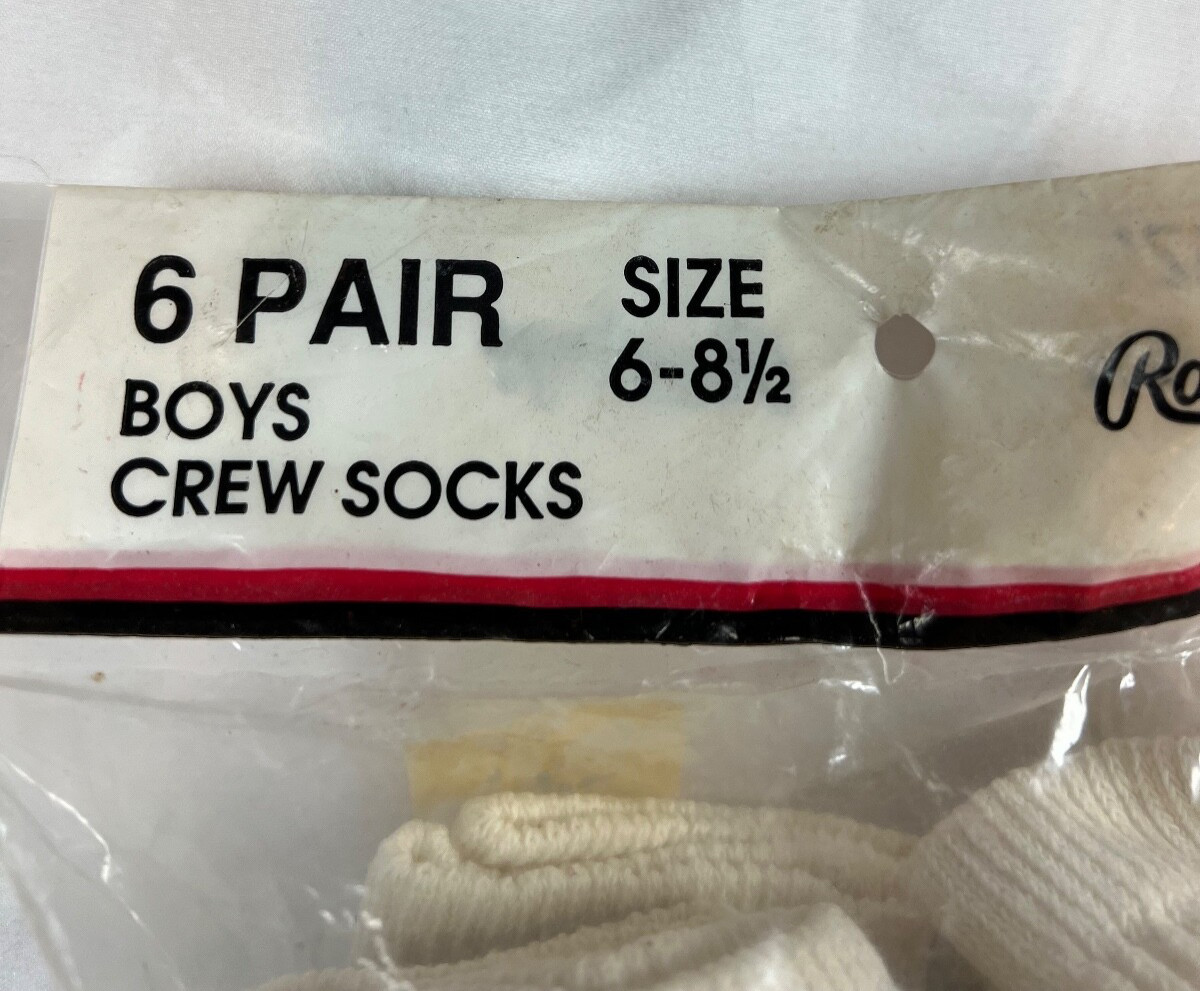 6 PAIR
BOYS
CREW SOCKS
SIZE
6-8½